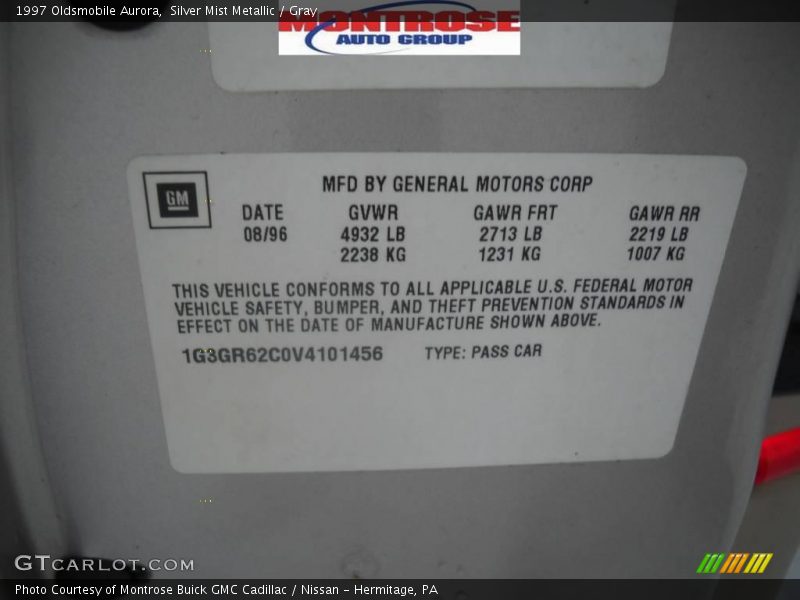 1997 Oldsmobile Aurora, Silver Mist Metallic / Gray
MONTROSE
AUTO GROUP
GM
MFD BY GENERAL MOTORS CORP
DATE GVWR GAWR FRT GAWR RR
08/96 4932 LB 2713 LB 2219 LB
2238 KG 1231 KG 1007 KG
THIS VEHICLE CONFORMS TO ALL APPLICABLE U.S. FEDERAL MOTOR
VEHICLE SAFETY, BUMPER, AND THEFT PREVENTION STANDARDS IN
EFFECT ON THE DATE OF MANUFACTURE SHOWN ABOVE.
1G3GR62C0V4101456 TYPE: PASS CAR
GTCARLOT.COM
Photo Courtesy of Montrose Buick GMC Cadillac / Nissan - Hermitage, PA